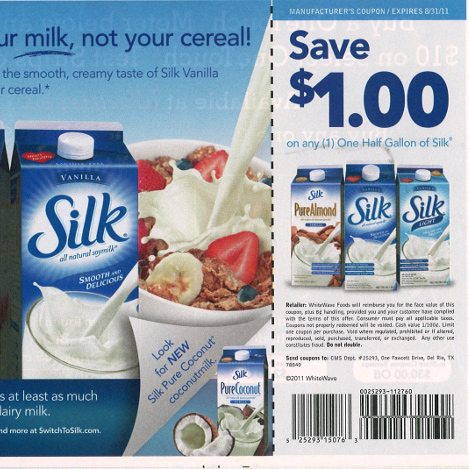 ur milk, not your cereal!
the smooth, creamy taste of Silk Vanilla
r cereal.*
VANILLA
Silk
all natural soymilk
SMOOTH AND
DELICIOUS
Look
for NEW
Silk Pure Coconut
coconutmilk.
Silk
PureCoconut
s at least as much
dairy milk.
nd more at SwitchToSilk.com.
MANUFACTURER'S COUPON / EXPIRES 8/31/11
Save
$1.00
on any (1) One Half Gallon of Silk®
Silk
PureAlmond
Silk
Silk
LIGHT
Retailer: WhiteWave Foods will reimburse you for the face value of this
coupon, plus 8¢ handling, provided you and your customer have complied
with the terms of this offer. Consumer must pay all applicable taxes.
Coupons not properly redeemed will be voided. Cash value 1/100¢. Limit
one coupon per purchase. Void where regulated, prohibited or if altered,
reproduced, sold, purchased, transferred, or exchanged. Any other use
constitutes fraud. Do not double.
Send coupons to: CMS Dept. #25293, One Fawcett Drive, Del Rio, TX
78840
©2011 WhiteWave
0025293-112760
5 25293 15076 3